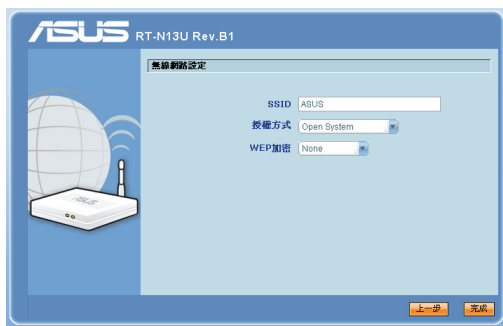 ASUS RT-N13U Rev.B1
無線網路設定
SSID ASUS
授權方式 Open System
WEP加密 None
ASUS
上一步 完成